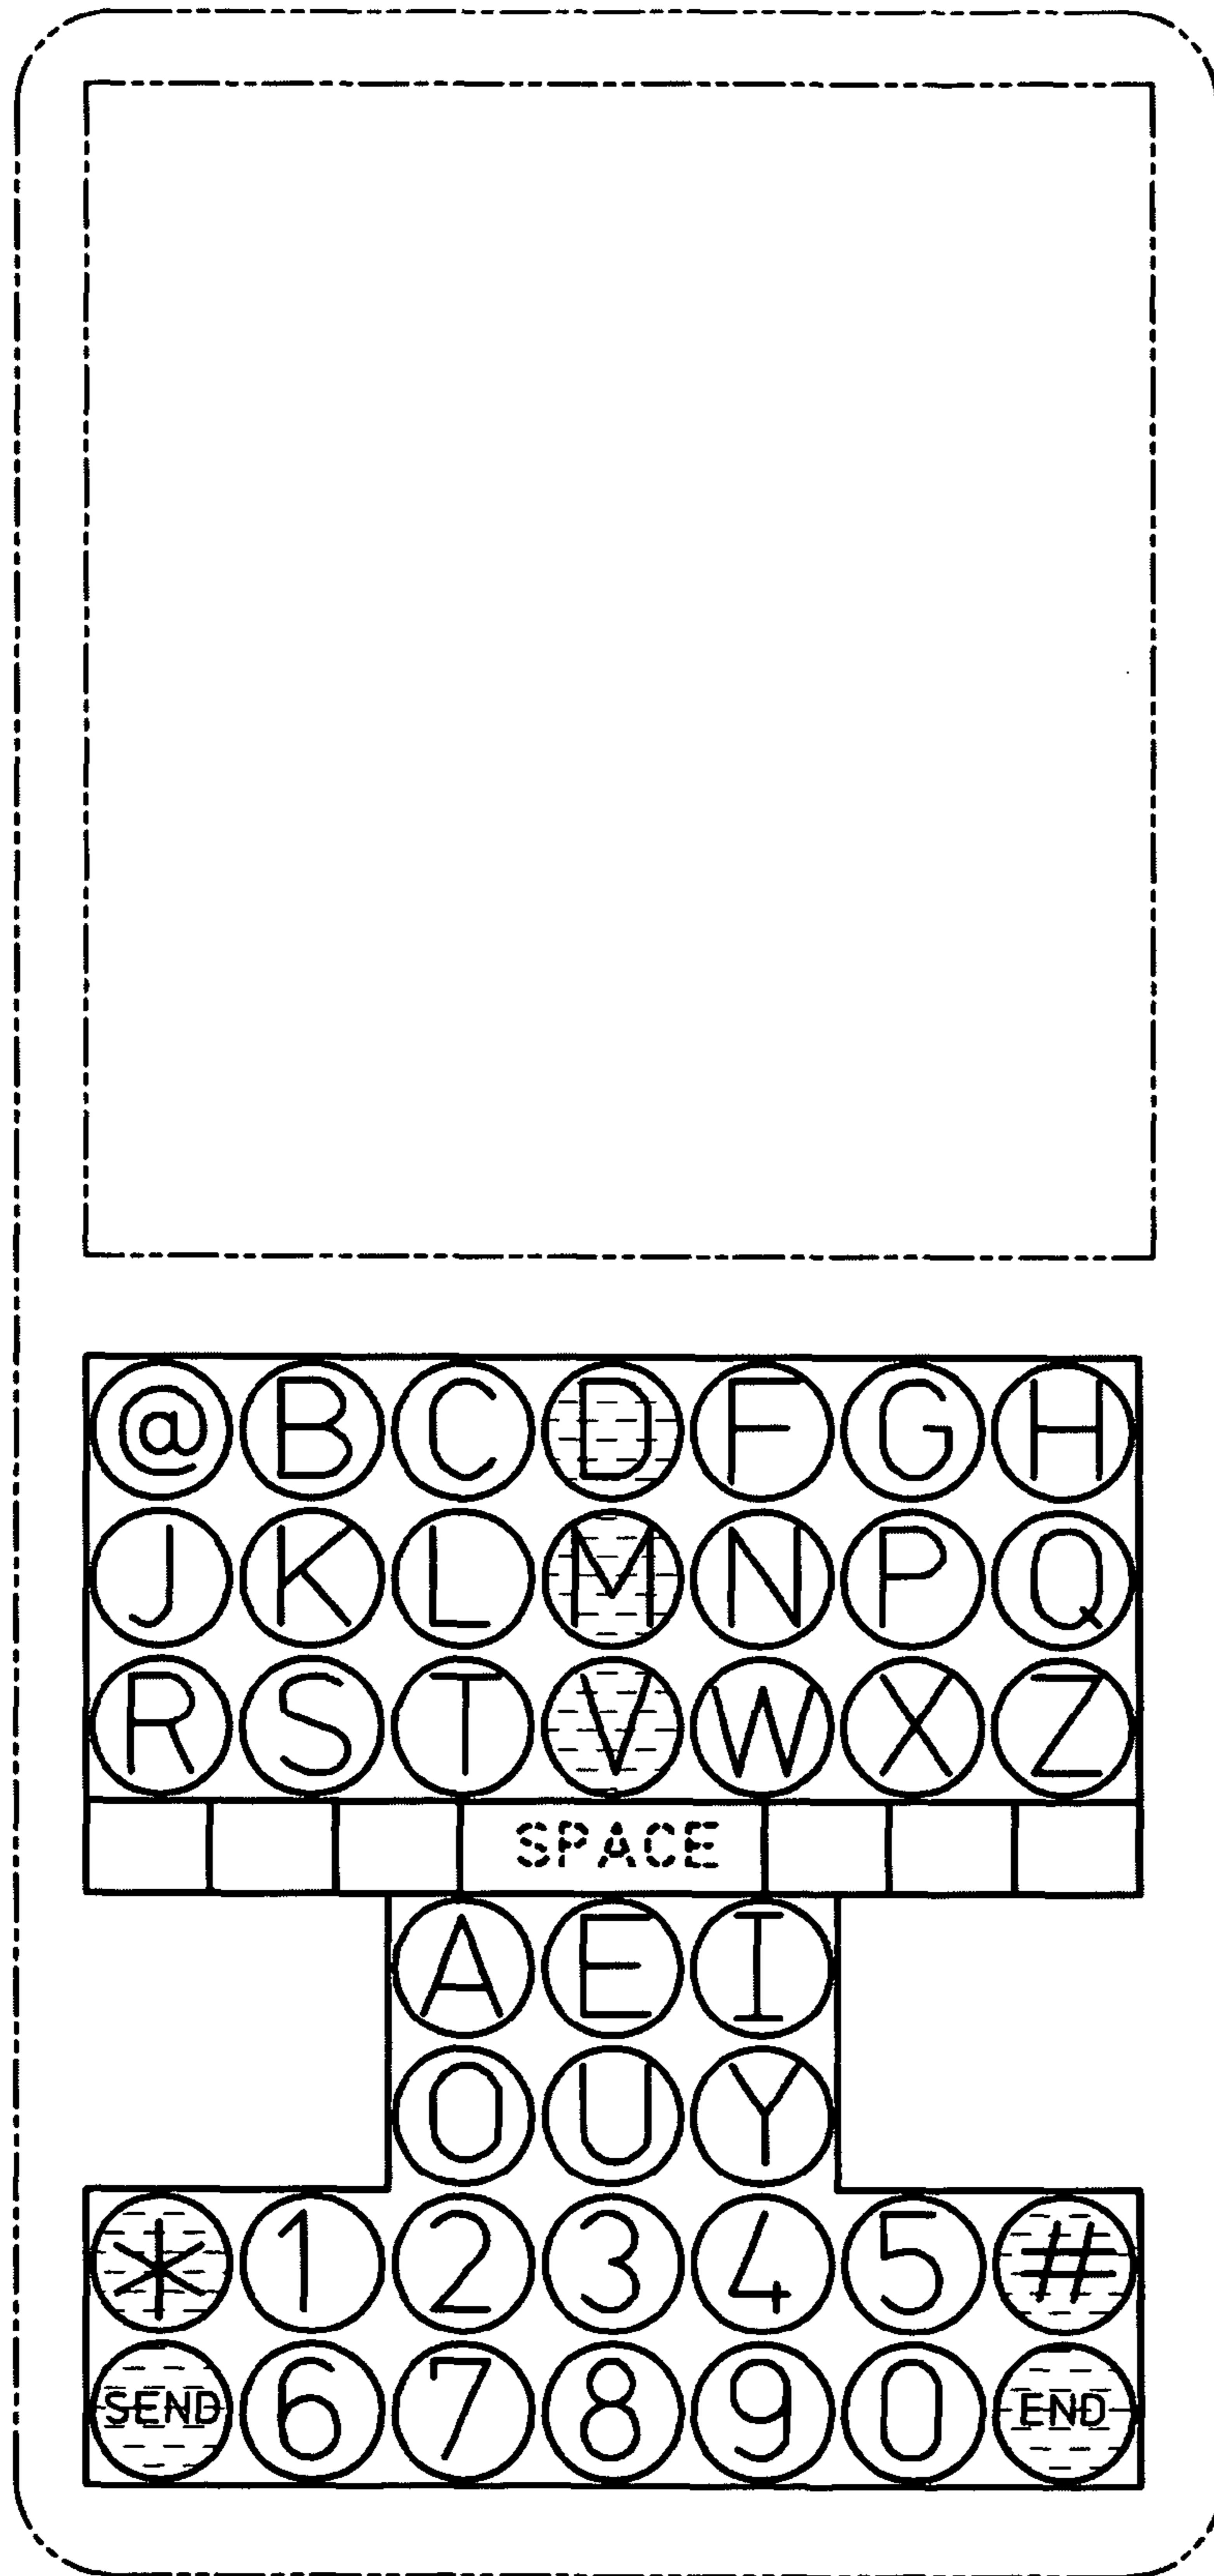 @ B C D F G H
J K L M N P Q
R S T V W X Z
SPACE
A E I
O U Y
* 1 2 3 4 5 #
SEND 6 7 8 9 0 END